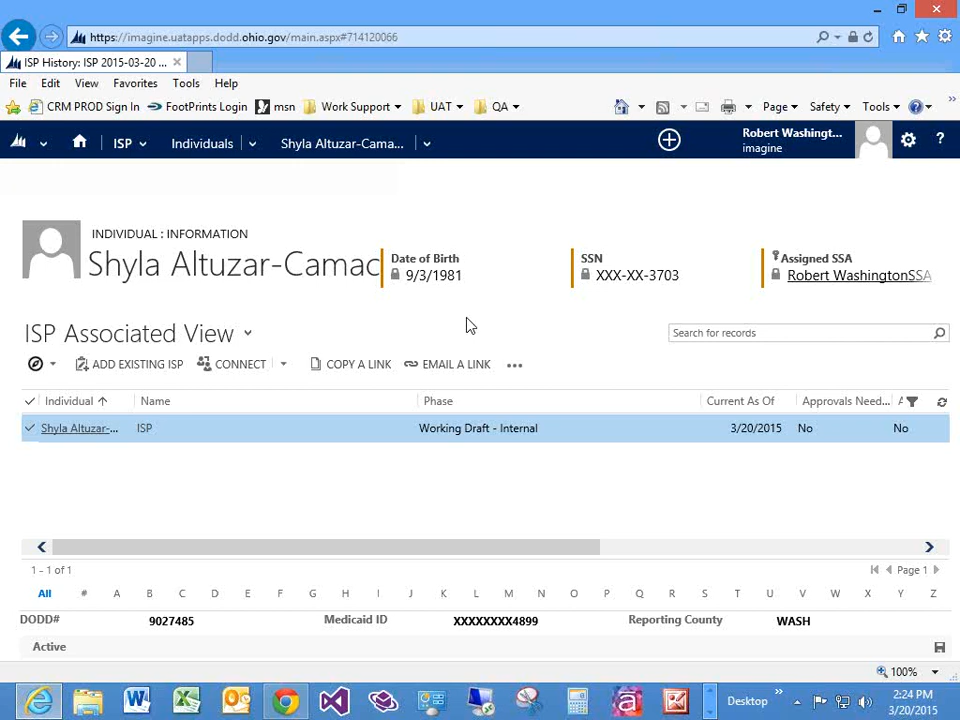 https://imagine.uatapps.dodd.ohio.gov/main.aspx#714120066
ISP History: ISP 2015-03-20 ...
File Edit View Favorites Tools Help
CRM PROD Sign In FootPrints Login msn Work Support UAT QA Page Safety Tools
ISP Individuals Shyla Altuzar-Cama... Robert Washingt...
imagine
INDIVIDUAL : INFORMATION
Shyla Altuzar-Camac
Date of Birth SSN Assigned SSA
9/3/1981 XXX-XX-3703 Robert WashingtonSSA
ISP Associated View Search for records
ADD EXISTING ISP CONNECT COPY A LINK EMAIL A LINK
Individual Name Phase Current As Of Approvals Need... A
Shyla Altuzar-... ISP Working Draft - Internal 3/20/2015 No No
1 - 1 of 1 Page 1
All # A B C D E F G H I J K L M N O P Q R S T U V W X Y Z
DODD# 9027485 Medicaid ID XXXXXXXX4899 Reporting County WASH
Active
100%
Desktop 2:24 PM
3/20/2015